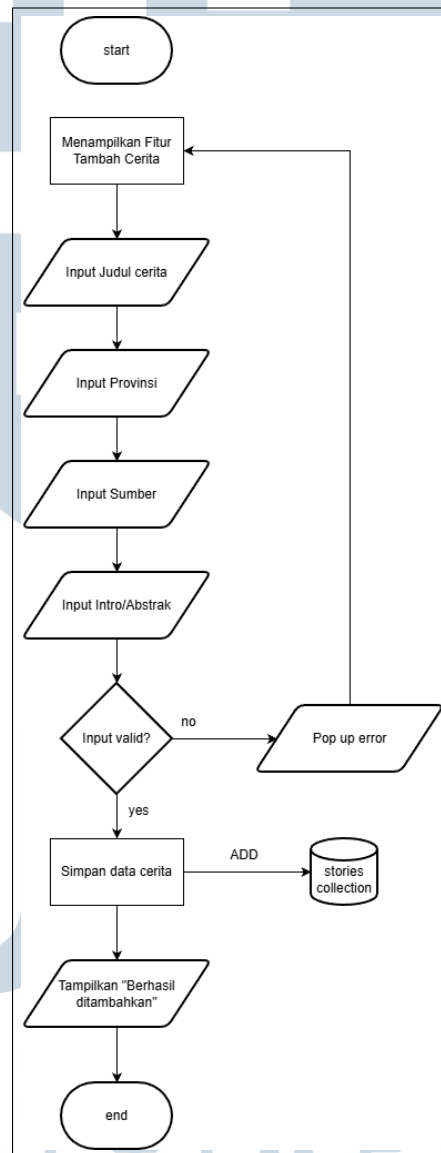 start
Menampilkan Fitur
Tambah Cerita
Input Judul cerita
Input Provinsi
Input Sumber
Input Intro/Abstrak
Input valid?
no
Pop up error
yes
Simpan data cerita
ADD
stories
collection
Tampilkan "Berhasil
ditambahkan"
end